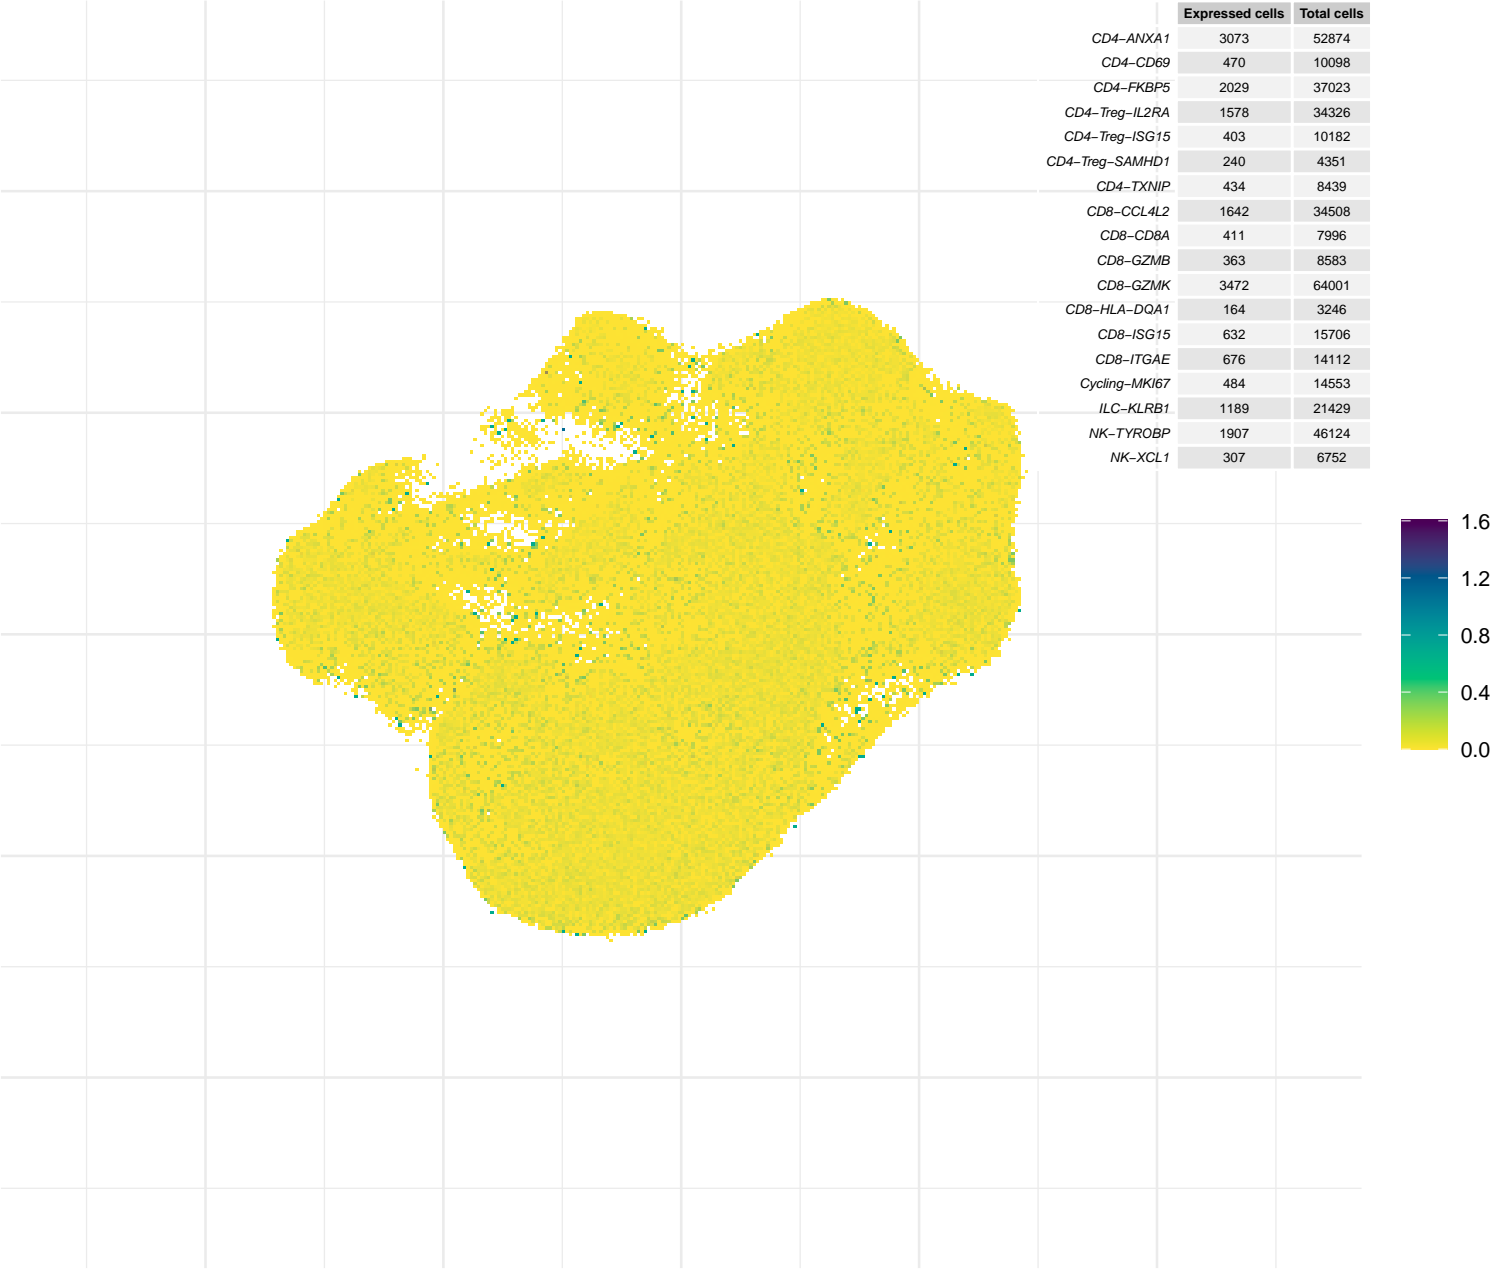 Expressed cells Total cells
CD4−ANXA1 3073 52874
CD4−CD69 470 10098
CD4−FKBP5 2029 37023
CD4−Treg−IL2RA 1578 34326
CD4−Treg−ISG15 403 10182
CD4−Treg−SAMHD1 240 4351
CD4−TXNIP 434 8439
CD8−CCL4L2 1642 34508
CD8−CD8A 411 7996
CD8−GZMB 363 8583
CD8−GZMK 3472 64001
CD8−HLA−DQA1 164 3246
CD8−ISG15 632 15706
CD8−ITGAE 676 14112
Cycling−MKI67 484 14553
ILC−KLRB1 1189 21429
NK−TYROBP 1907 46124
NK−XCL1 307 6752
1.6
1.2
0.8
0.4
0.0